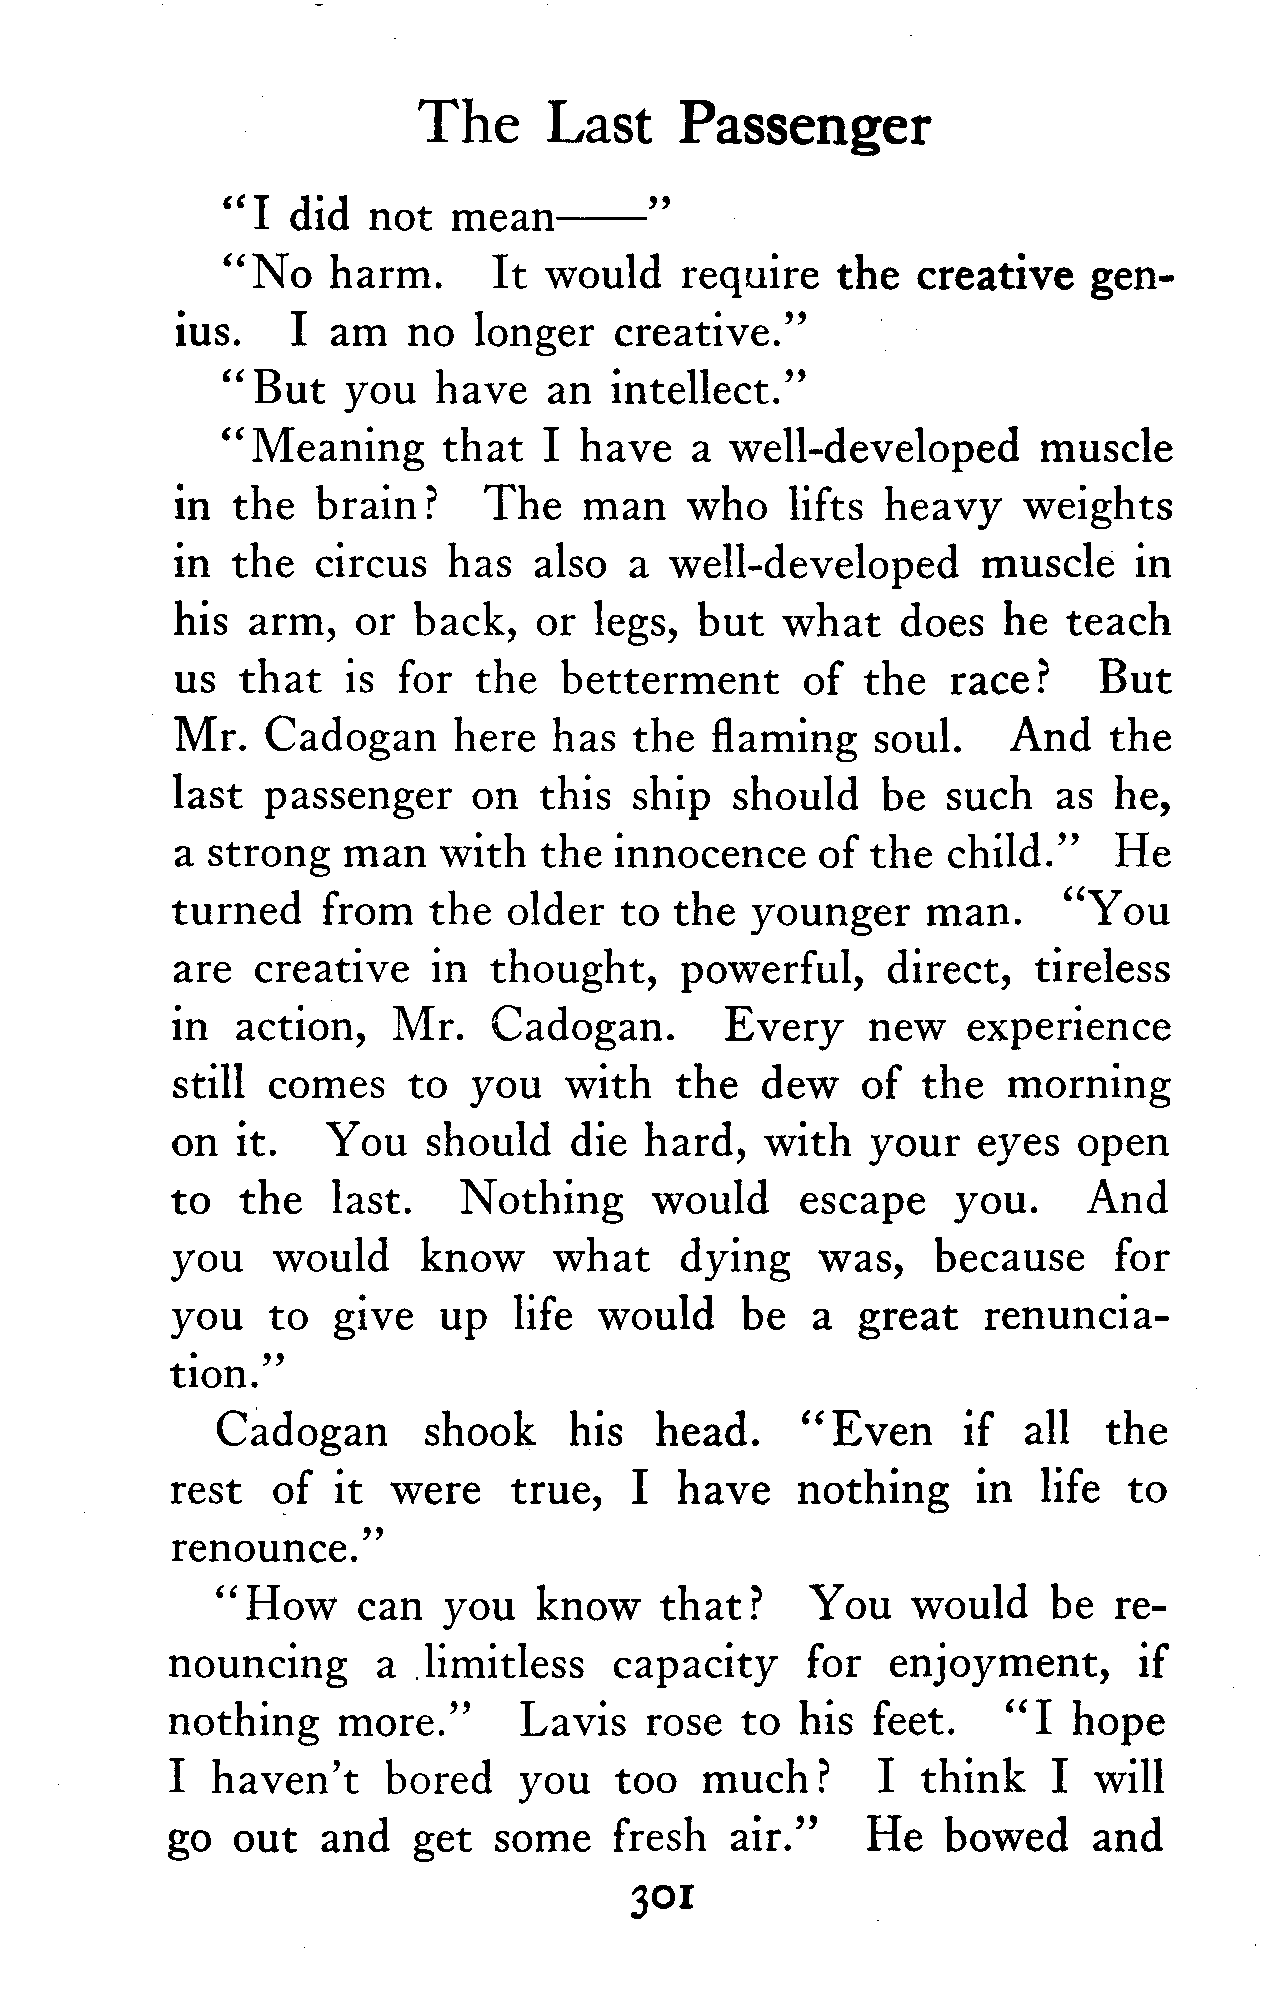 The Last Passenger
"I did not mean——"
"No harm. It would require the creative gen-
ius. I am no longer creative."
"But you have an intellect."
"Meaning that I have a well-developed muscle
in the brain? The man who lifts heavy weights
in the circus has also a well-developed muscle in
his arm, or back, or legs, but what does he teach
us that is for the betterment of the race? But
Mr. Cadogan here has the flaming soul. And the
last passenger on this ship should be such as he,
a strong man with the innocence of the child." He
turned from the older to the younger man. "You
are creative in thought, powerful, direct, tireless
in action, Mr. Cadogan. Every new experience
still comes to you with the dew of the morning
on it. You should die hard, with your eyes open
to the last. Nothing would escape you. And
you would know what dying was, because for
you to give up life would be a great renuncia-
tion."
Cadogan shook his head. "Even if all the
rest of it were true, I have nothing in life to
renounce."
"How can you know that? You would be re-
nouncing a limitless capacity for enjoyment, if
nothing more." Lavis rose to his feet. "I hope
I haven't bored you too much? I think I will
go out and get some fresh air." He bowed and
301